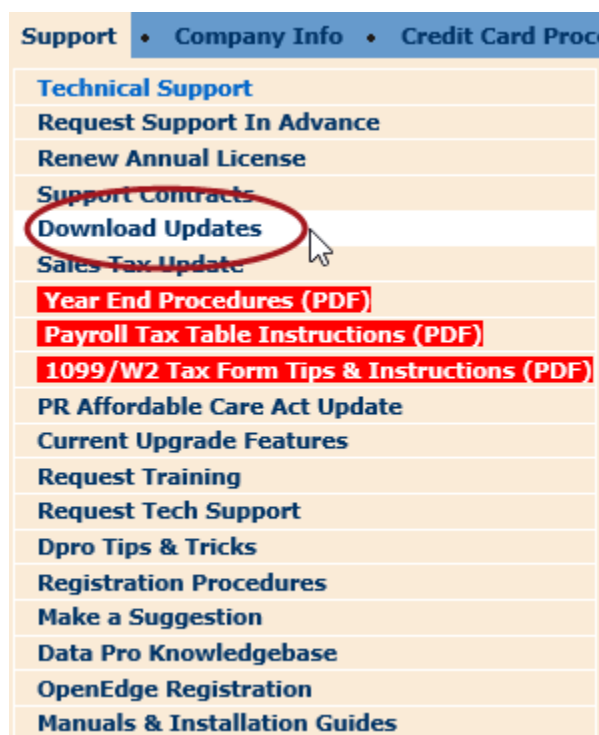 Support • Company Info • Credit Card Proc
Technical Support
Request Support In Advance
Renew Annual License
Support Contracts
Download Updates
Sales Tax Update
Year End Procedures (PDF)
Payroll Tax Table Instructions (PDF)
1099/W2 Tax Form Tips & Instructions (PDF)
PR Affordable Care Act Update
Current Upgrade Features
Request Training
Request Tech Support
Dpro Tips & Tricks
Registration Procedures
Make a Suggestion
Data Pro Knowledgebase
OpenEdge Registration
Manuals & Installation Guides